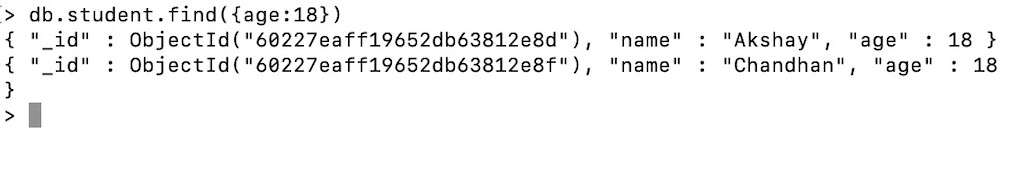 > db.student.find({age:18})
{ "_id" : ObjectId("60227eaff19652db63812e8d"), "name" : "Akshay", "age" : 18 }
{ "_id" : ObjectId("60227eaff19652db63812e8f"), "name" : "Chandhan", "age" : 18
}
>